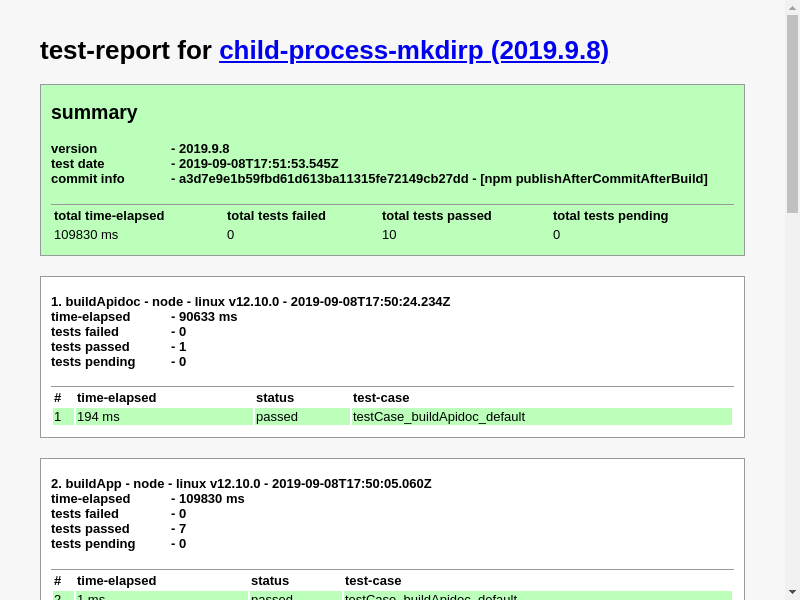 test-report for child-process-mkdirp (2019.9.8)
summary
version - 2019.9.8
test date - 2019-09-08T17:51:53.545Z
commit info - a3d7e9e1b59fbd61d613ba11315fe72149cb27dd - [npm publishAfterCommitAfterBuild]
total time-elapsed total tests failed total tests passed total tests pending
109830 ms 0 10 0
1. buildApidoc - node - linux v12.10.0 - 2019-09-08T17:50:24.234Z
time-elapsed - 90633 ms
tests failed - 0
tests passed - 1
tests pending - 0
# time-elapsed status test-case
1 194 ms passed testCase_buildApidoc_default
2. buildApp - node - linux v12.10.0 - 2019-09-08T17:50:05.060Z
time-elapsed - 109830 ms
tests failed - 0
tests passed - 7
tests pending - 0
# time-elapsed status test-case
2 1 ms passed testCase_buildApidoc_default